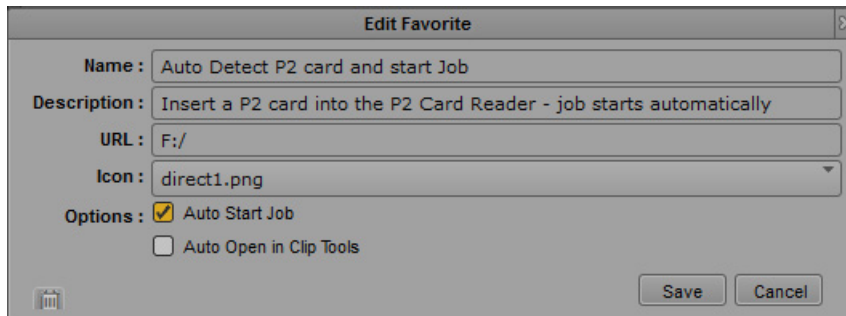 Edit Favorite
Name : Auto Detect P2 card and start Job
Description : Insert a P2 card into the P2 Card Reader - job starts automatically
URL : F:/
Icon : direct1.png
Options : Auto Start Job
Auto Open in Clip Tools
Save Cancel